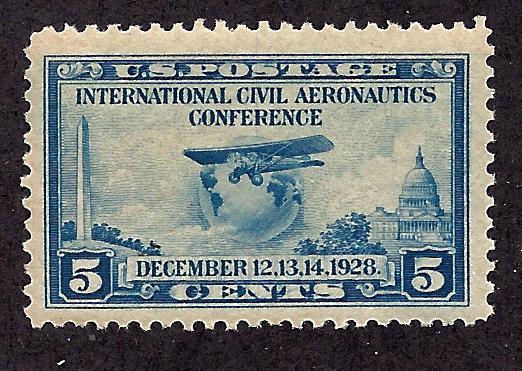 U.S. POSTAGE
INTERNATIONAL CIVIL AERONAUTICS
CONFERENCE
5 DECEMBER 12,13,14,1928. 5
CENTS